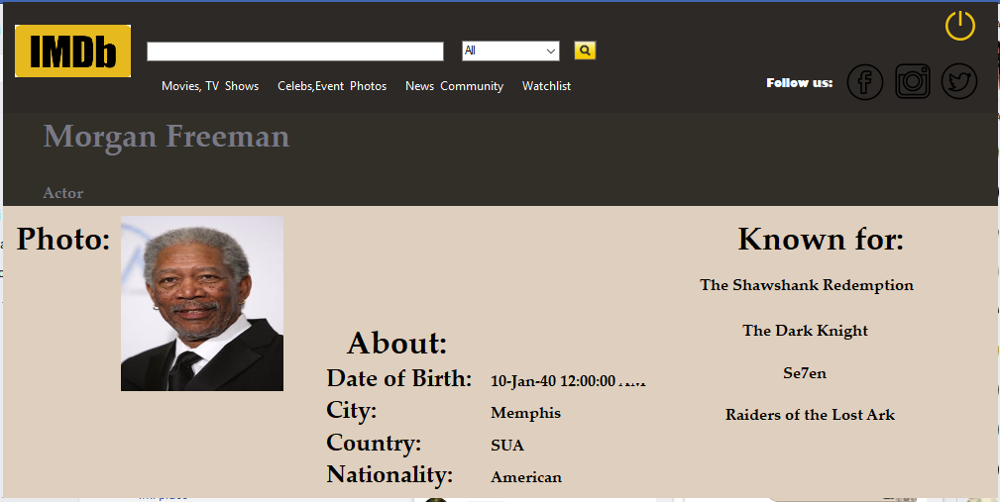 IMDb
All
Movies, TV Shows Celebs,Event Photos News Community Watchlist
Follow us:
Morgan Freeman
Actor
Photo:
Known for:
The Shawshank Redemption
The Dark Knight
Se7en
Raiders of the Lost Ark
About:
Date of Birth: 10-Jan-40 12:00:00 AM
City: Memphis
Country: SUA
Nationality: American